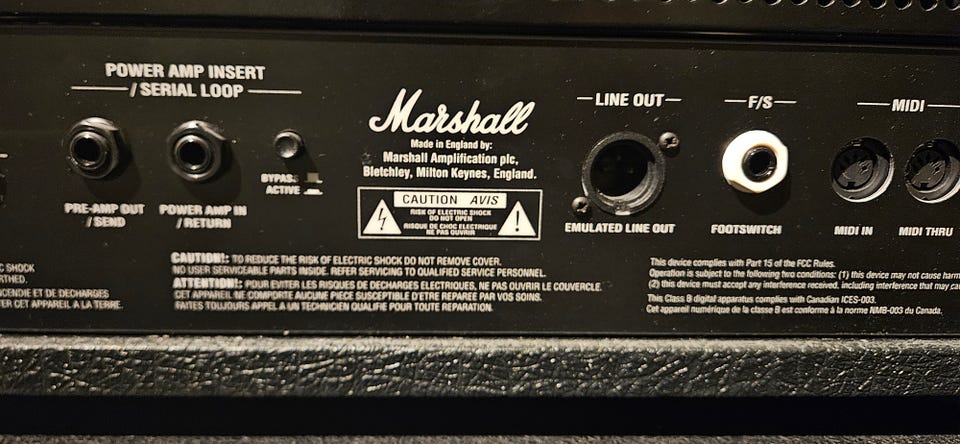 POWER AMP INSERT
/ SERIAL LOOP
PRE-AMP OUT
/ SEND
POWER AMP IN
/ RETURN
BYPASS
ACTIVE
Marshall
Made in England by:
Marshall Amplification plc,
Bletchley, Milton Keynes, England.
CAUTION AVIS
RISK OF ELECTRIC SHOCK
DO NOT OPEN
RISQUE DE CHOC ELECTRIQUE
NE PAS OUVRIR
LINE OUT
EMULATED LINE OUT
F/S
FOOTSWITCH
MIDI
MIDI IN
MIDI THRU
C SHOCK
RTHED.
NCENDIE ET DE DECHARGES
TER CET APPAREIL A LA TERRE.
CAUTION!: TO REDUCE THE RISK OF ELECTRIC SHOCK DO NOT REMOVE COVER.
NO USER SERVICEABLE PARTS INSIDE. REFER SERVICING TO QUALIFIED SERVICE PERSONNEL.
ATTENTION!: POUR EVITER LES RISQUES DE DECHARGES ELECTRIQUES, NE PAS OUVRIR LE COUVERCLE.
CET APPAREIL NE COMPORTE AUCUNE PIECE SUSCEPTIBLE D'ETRE REPAREE PAR VOS SOINS.
FAITES TOUJOURS APPEL A UN TECHNICIEN QUALIFIE POUR TOUTE REPARATION.
This device complies with Part 15 of the FCC Rules.
Operation is subject to the following two conditions: (1) this device may not cause harm
(2) this device must accept any interference received, including interference that may ca
This Class B digital apparatus complies with Canadian ICES-003.
Cet appareil numérique de la classe B est conforme à la norme NMB-003 du Canada.